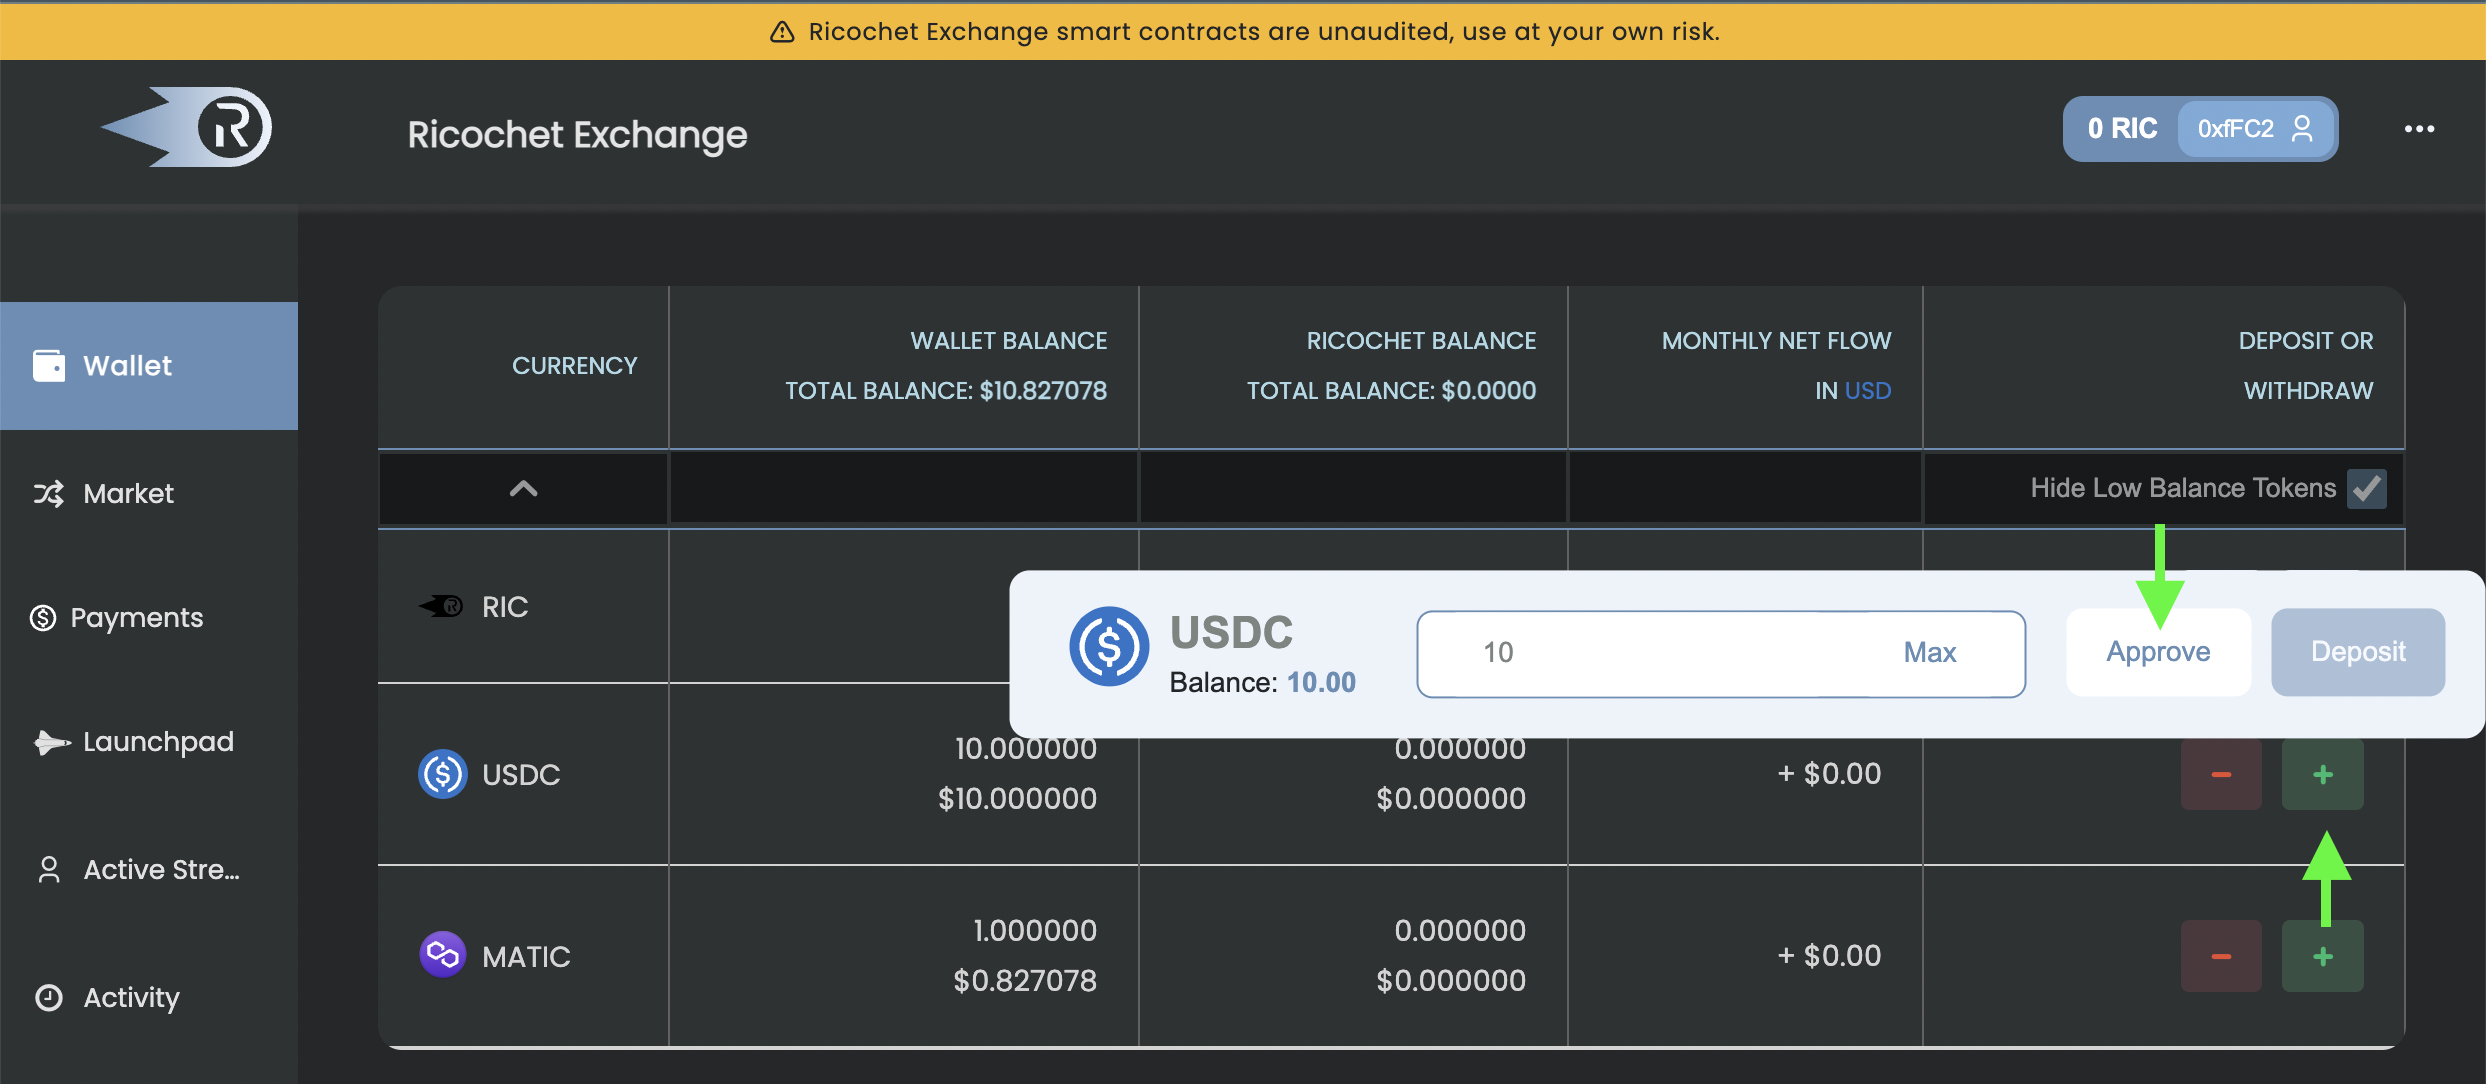 Ricochet Exchange smart contracts are unaudited, use at your own risk.
R
Ricochet Exchange
0 RIC 0xfFC2
Wallet
Market
Payments
Launchpad
Active Stre...
Activity
CURRENCY
WALLET BALANCE
TOTAL BALANCE: $10.827078
RICOCHET BALANCE
TOTAL BALANCE: $0.0000
MONTHLY NET FLOW
IN USD
DEPOSIT OR
WITHDRAW
Hide Low Balance Tokens
RIC
USDC
Balance: 10.00
10 Max
Approve
Deposit
USDC
10.000000
$10.000000
0.000000
$0.000000
+ $0.00
- +
MATIC
1.000000
$0.827078
0.000000
$0.000000
+ $0.00
- +